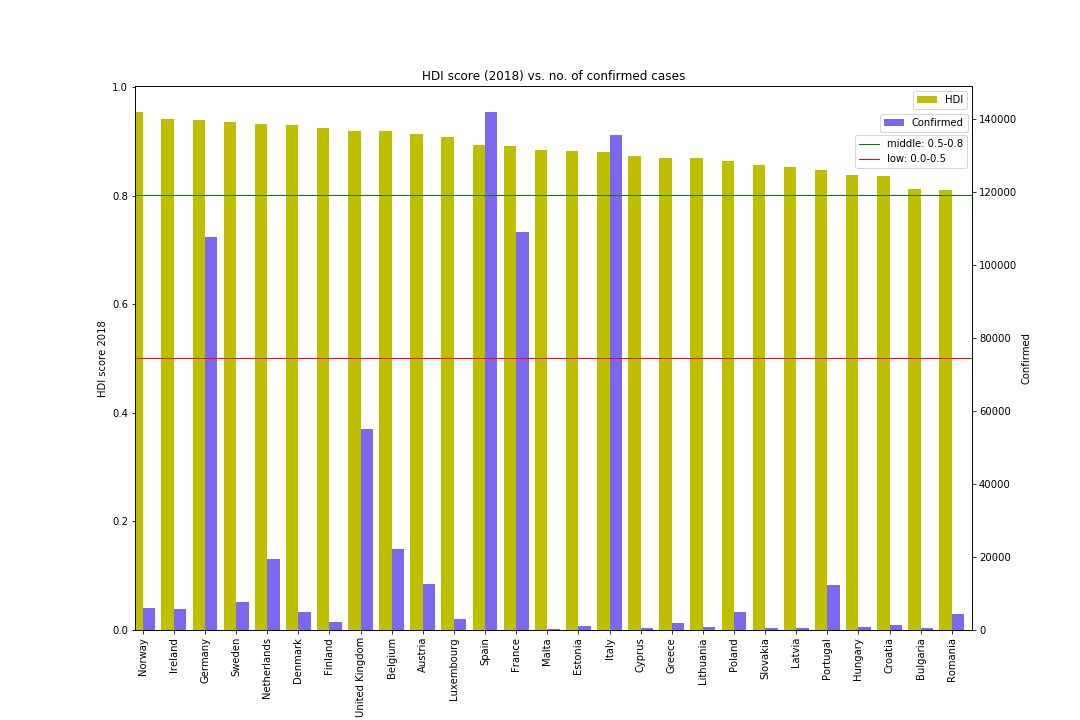 HDI score (2018) vs. no. of confirmed cases
HDI
Confirmed
middle: 0.5-0.8
low: 0.0-0.5
1.0
0.8
0.6
0.4
0.2
0.0
HDI score 2018
140000
120000
100000
80000
60000
40000
20000
0
Confirmed
Norway
Ireland
Germany
Sweden
Netherlands
Denmark
Finland
United Kingdom
Belgium
Austria
Luxembourg
Spain
France
Malta
Estonia
Italy
Cyprus
Greece
Lithuania
Poland
Slovakia
Latvia
Portugal
Hungary
Croatia
Bulgaria
Romania